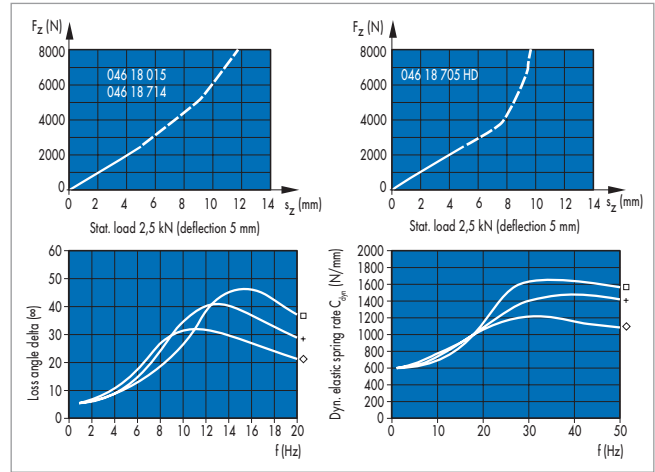 F_z (N)
8000
6000
4000
2000
0
046 18 015
046 18 714
0 2 4 6 8 10 12 14 s_z (mm)
Stat. load 2,5 kN (deflection 5 mm)
F_z (N)
8000
6000
4000
2000
0
046 18 705 HD
0 2 4 6 8 10 12 14 s_z (mm)
Stat. load 2,5 kN (deflection 5 mm)
Loss angle delta (∞)
60
50
40
30
20
10
0
0 2 4 6 8 10 12 14 16 18 20
f (Hz)
□
+
◇
Dyn. elastic spring rate C_dyn (N/mm)
2000
1800
1600
1400
1200
1000
800
600
400
200
0
0 10 20 30 40 50
f (Hz)
□
+
◇